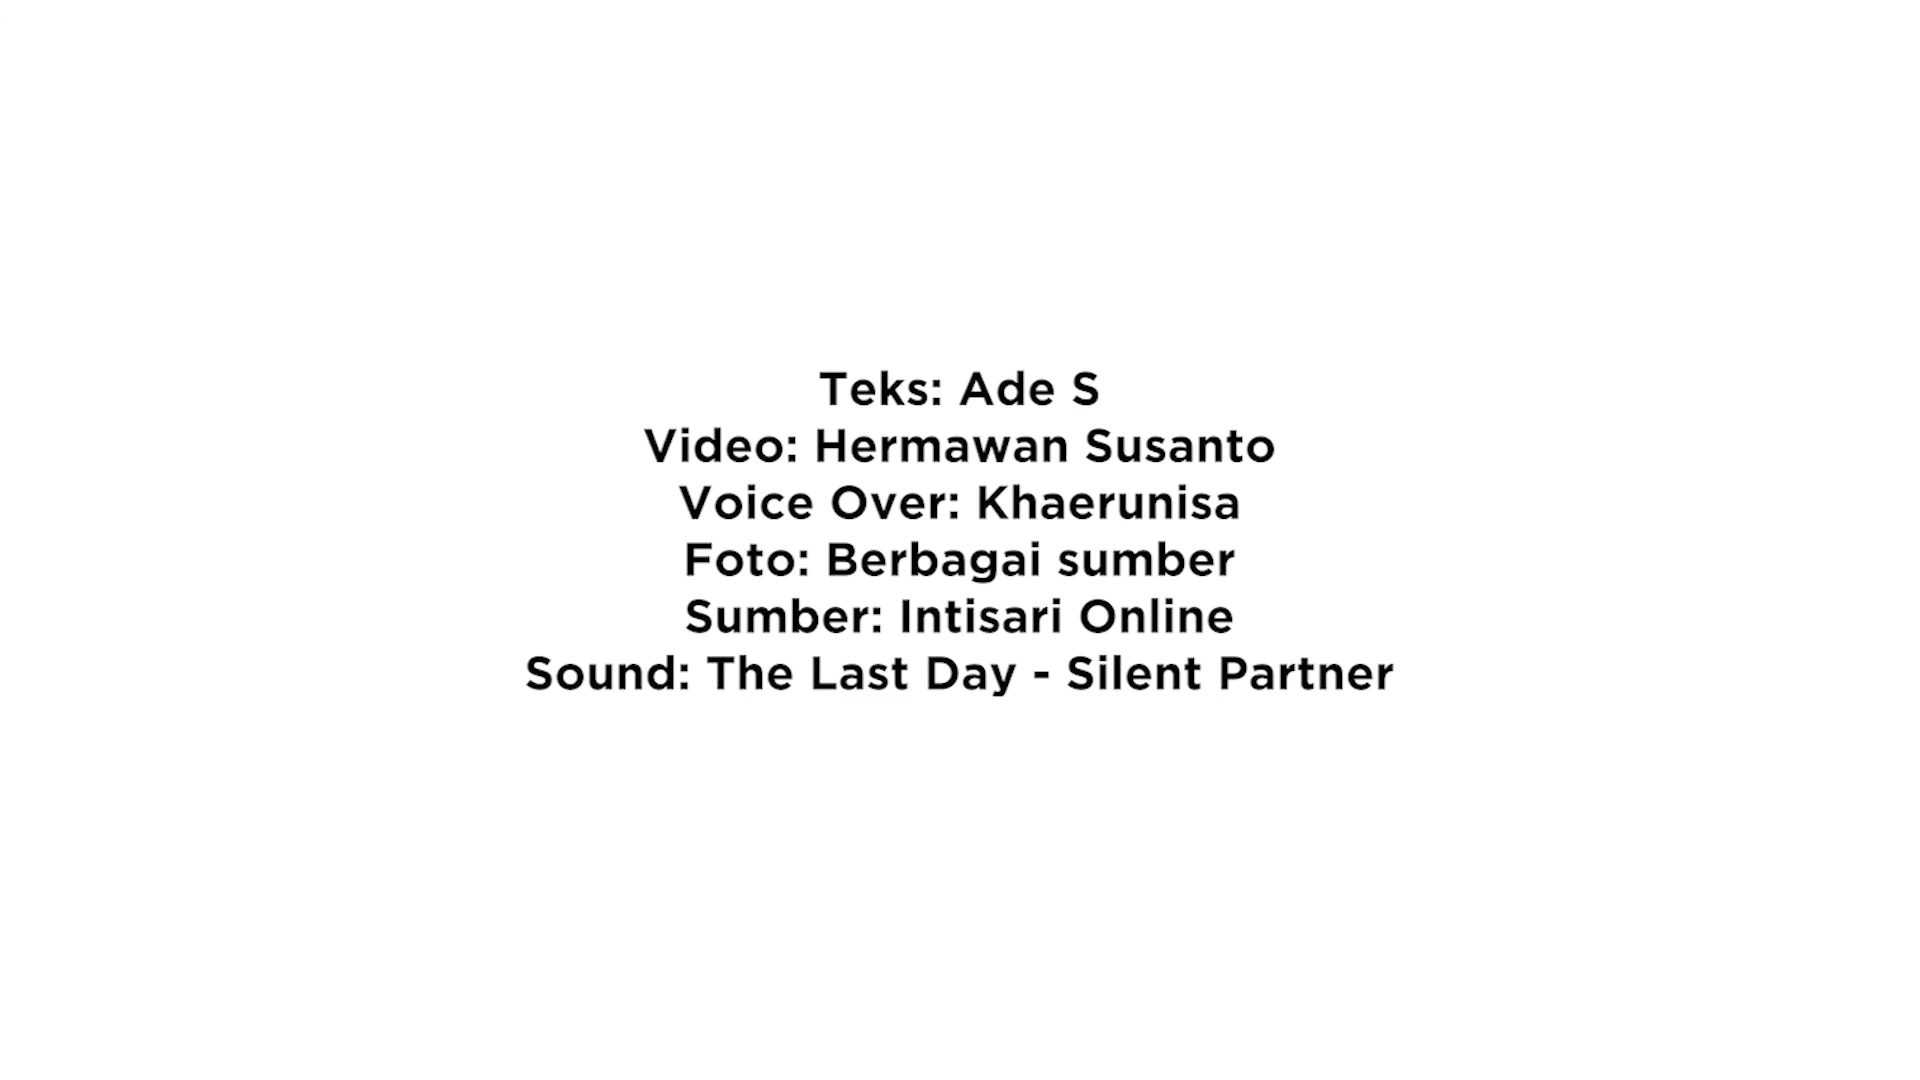 Teks: Ade S
Video: Hermawan Susanto
Voice Over: Khaerunisa
Foto: Berbagai sumber
Sumber: Intisari Online
Sound: The Last Day - Silent Partner